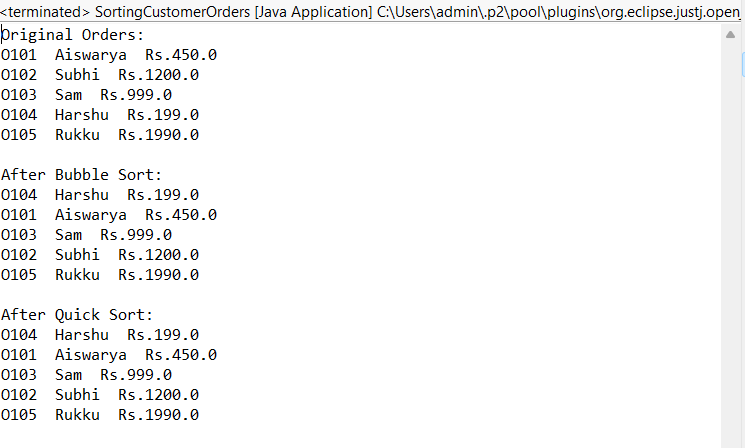 <terminated> SortingCustomerOrders [Java Application] C:\Users\admin\.p2\pool\plugins\org.eclipse.justj.open
Original Orders:
O101  Aiswarya  Rs.450.0
O102  Subhi  Rs.1200.0
O103  Sam  Rs.999.0
O104  Harshu  Rs.199.0
O105  Rukku  Rs.1990.0

After Bubble Sort:
O104  Harshu  Rs.199.0
O101  Aiswarya  Rs.450.0
O103  Sam  Rs.999.0
O102  Subhi  Rs.1200.0
O105  Rukku  Rs.1990.0

After Quick Sort:
O104  Harshu  Rs.199.0
O101  Aiswarya  Rs.450.0
O103  Sam  Rs.999.0
O102  Subhi  Rs.1200.0
O105  Rukku  Rs.1990.0